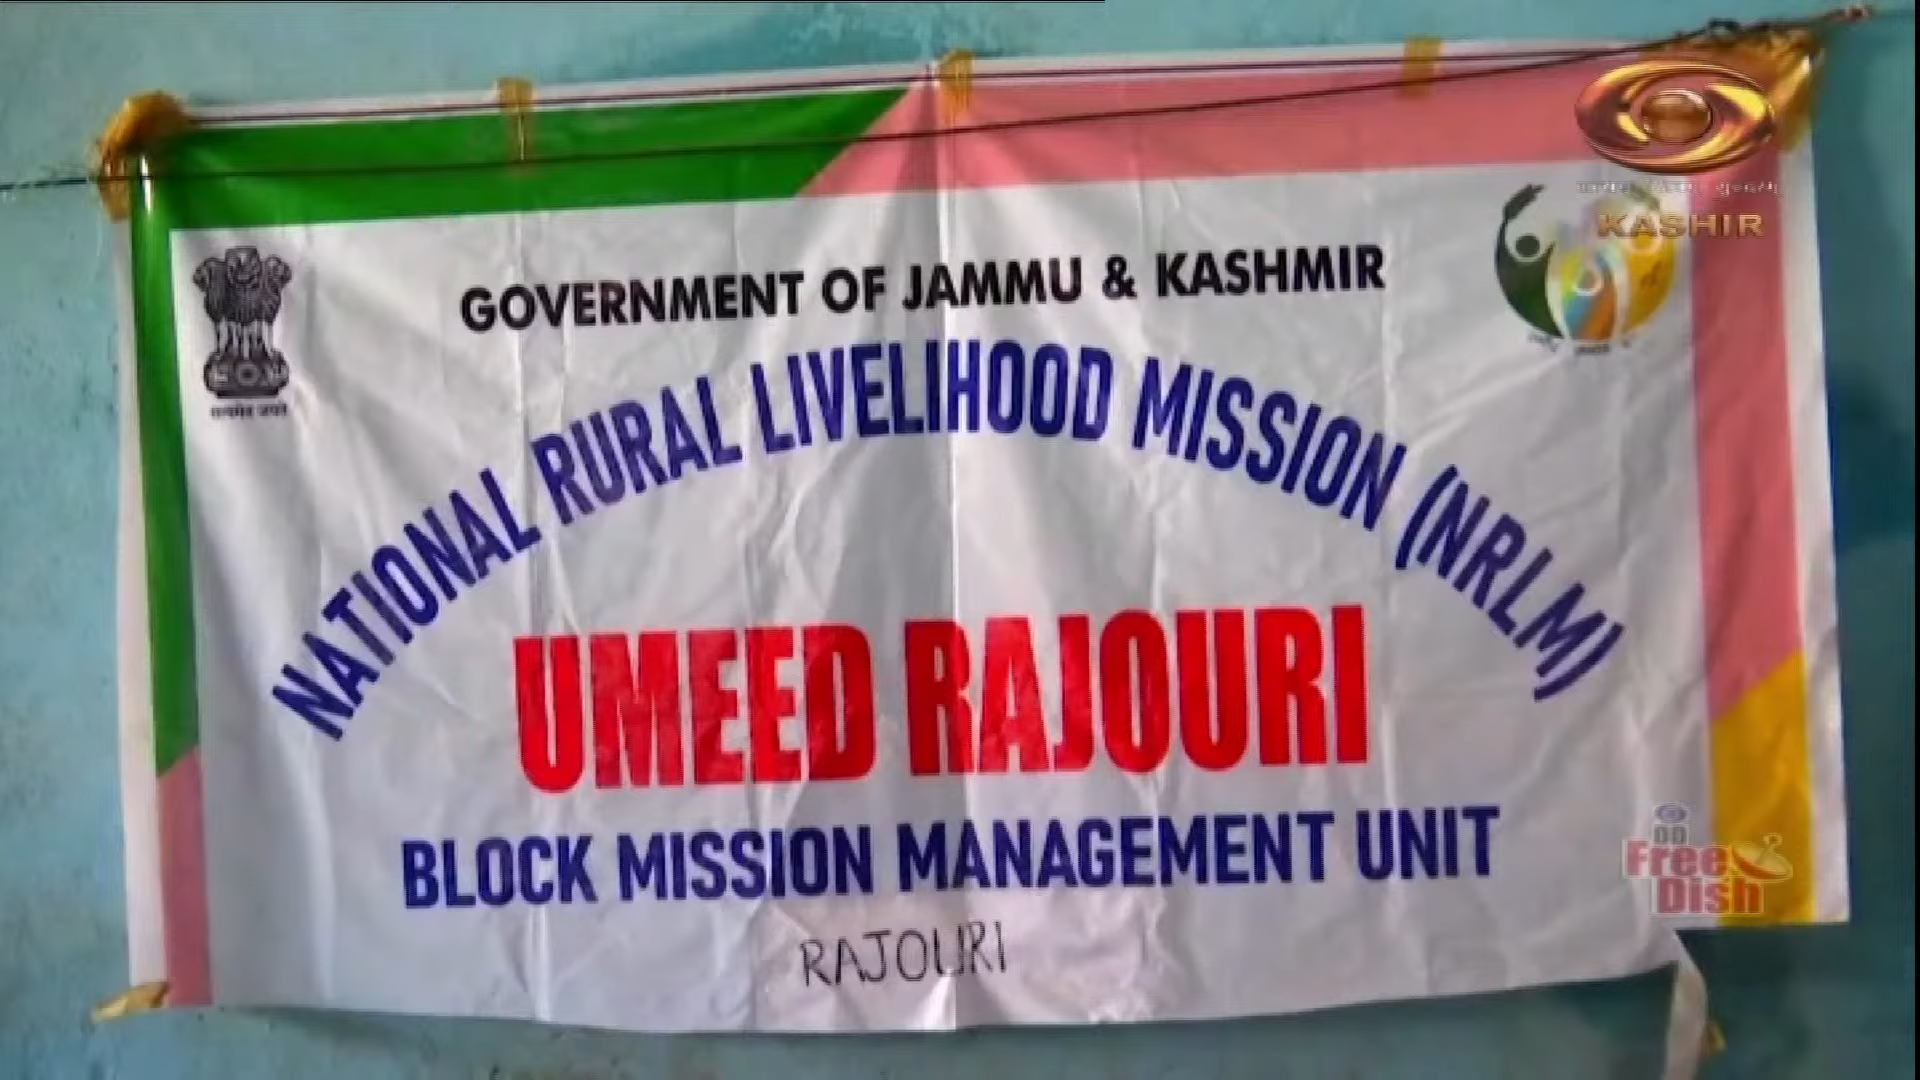 GOVERNMENT OF JAMMU & KASHMIR
NATIONAL RURAL LIVELIHOOD MISSION (NRLM)
UMEED RAJOURI
BLOCK MISSION MANAGEMENT UNIT
RAJOURI
KASHIR
DD
Free
Dish